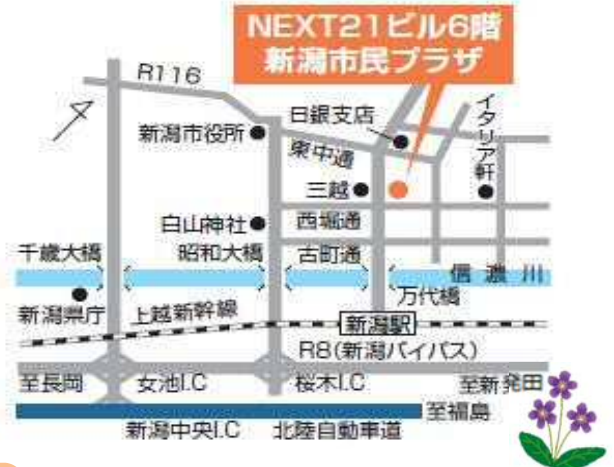 NEXT21ビル6階
新潟市民プラザ
R116
日銀支店
イタリア軒
新潟市役所
東中通
三越
白山神社
西堀通
千歳大橋
昭和大橋
古町通
信濃川
万代橋
新潟県庁
上越新幹線
新潟駅
R8(新潟バイパス)
至長岡
女池I.C
桜木I.C
至新発田
至福島
新潟中央I.C
北陸自動車道